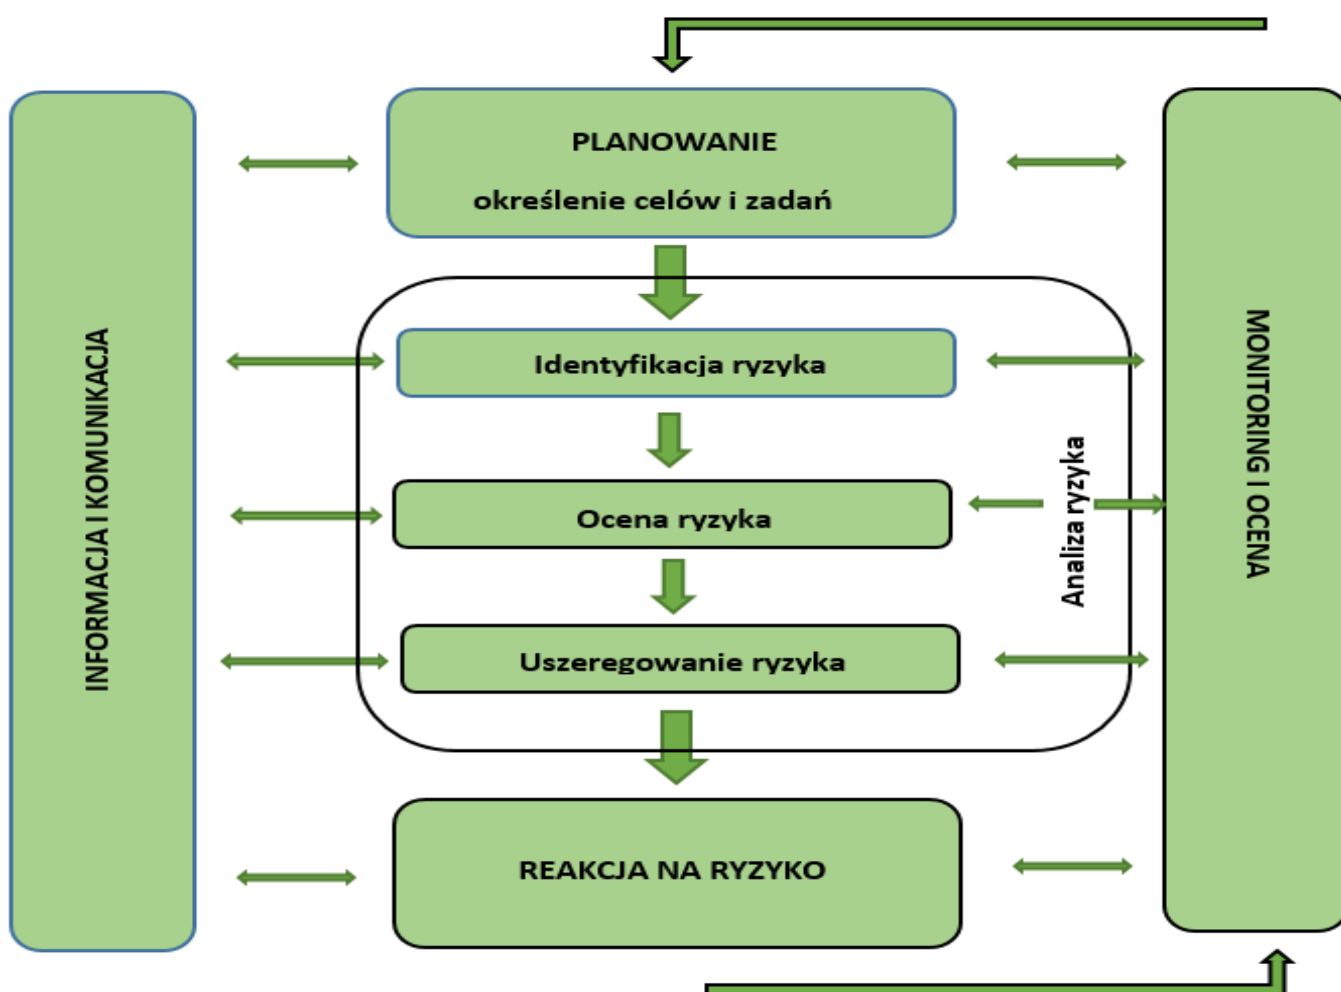 PLANOWANIE
określenie celów i zadań
INFORMACJA I KOMUNIKACJA
Identyfikacja ryzyka
Ocena ryzyka
Uszeregowanie ryzyka
Analiza ryzyka
MONITORING I OCENA
REAKCJA NA RYZYKO